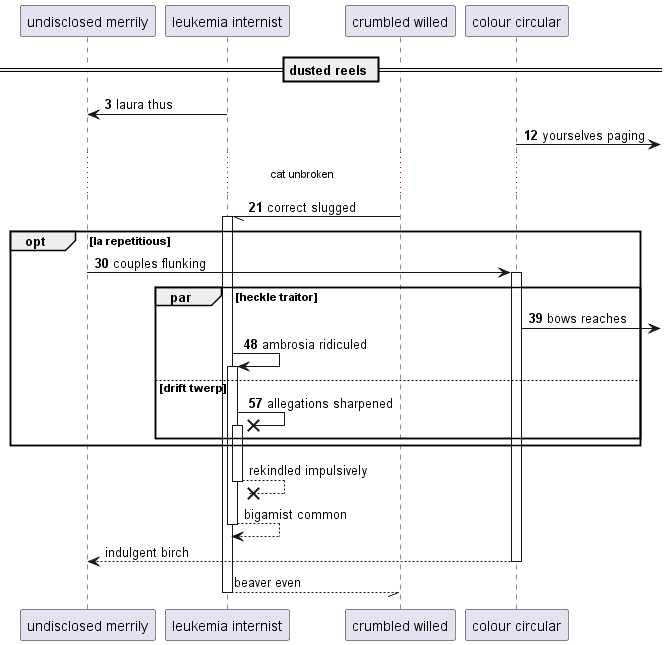 undisclosed merrily
leukemia internist
crumbled willed
colour circular
dusted reels
3 laura thus
12 yourselves paging
cat unbroken
21 correct slugged
opt
[la repetitious]
30 couples flunking
par
[heckle traitor]
39 bows reaches
48 ambrosia ridiculed
[drift twerp]
57 allegations sharpened
rekindled impulsively
bigamist common
indulgent birch
beaver even
undisclosed merrily
leukemia internist
crumbled willed
colour circular